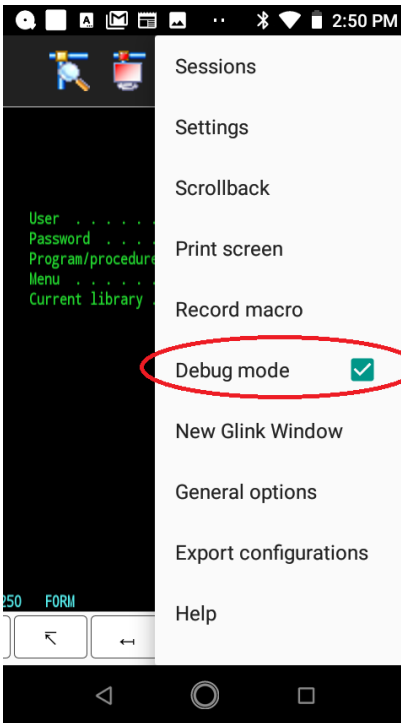 2:50 PM
Sessions
Settings
Scrollback
Print screen
Record macro
Debug mode
New Glink Window
General options
Export configurations
Help
User . . . . . .
Password . . . .
Program/procedure
Menu . . . . . .
Current library .
250 FORM